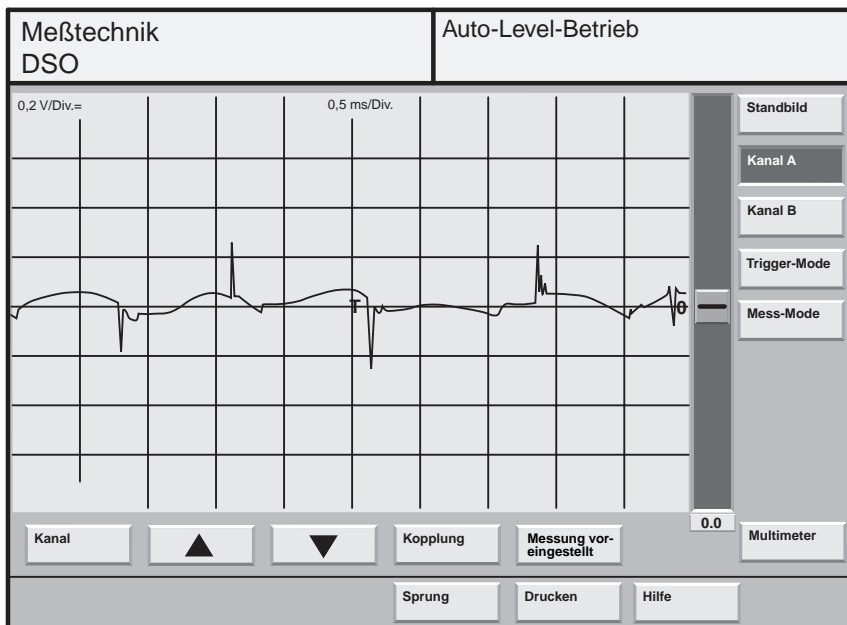 Meßtechnik
DSO
Auto-Level-Betrieb
0,2 V/Div.=
0,5 ms/Div.
T
0
Standbild
Kanal A
Kanal B
Trigger-Mode
Mess-Mode
0.0
Kanal
Kopplung
Messung vor-
eingestellt
Multimeter
Sprung
Drucken
Hilfe